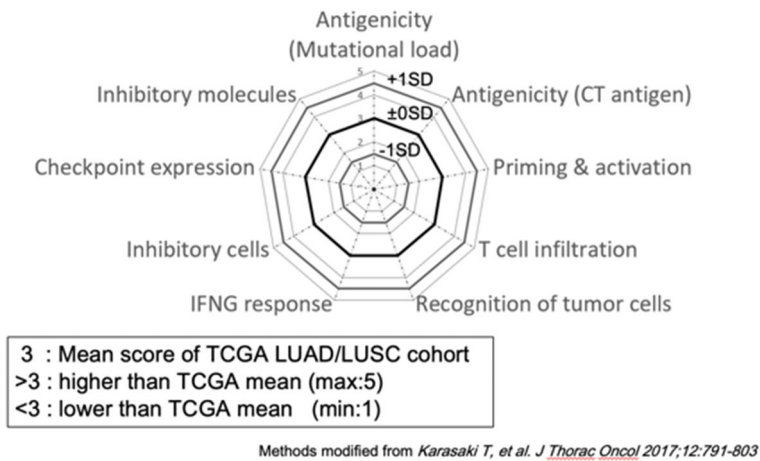 Antigenicity
(Mutational load)
5
+1SD
4
Inhibitory molecules
Antigenicity (CT antigen)
3
±0SD
2
-1SD
1
Checkpoint expression
Priming & activation
Inhibitory cells
T cell infiltration
IFNG response
Recognition of tumor cells
3 : Mean score of TCGA LUAD/LUSC cohort
>3 : higher than TCGA mean (max:5)
<3 : lower than TCGA mean (min:1)
Methods modified from Karasaki T, et al. J Thorac Oncol 2017;12:791-803